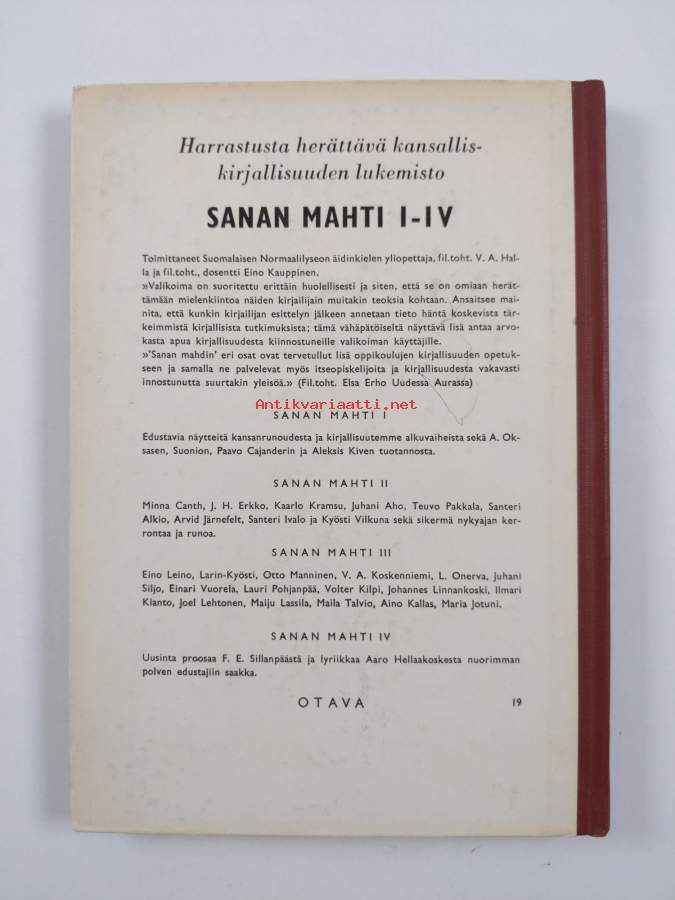 Harrastusta herättävä kansallis-
kirjallisuuden lukemisto
SANAN MAHTI I-IV
Toimittaneet Suomalaisen Normaalilyseon äidinkielen yliopettaja, fil.toht. V. A. Hal-
la ja fil.toht., dosentti Eino Kauppinen.
»Valikoima on suoritettu erittäin huolellisesti ja siten, että se on omiaan herät-
tämään mielenkiintoa näiden kirjailijain muitakin teoksia kohtaan. Ansaitsee mai-
nita, että kunkin kirjailijan esittelyn jälkeen annetaan tieto häntä koskevista tär-
keimmistä kirjallisista tutkimuksista; tämä vähäpätöiseltä näyttävä lisä antaa arvo-
kasta apua kirjallisuudesta kiinnostuneille valikoiman käyttäjille.
»'Sanan mahdin' eri osat ovat tervetullut lisä oppikoulujen kirjallisuuden opetuk-
seen ja samalla ne palvelevat myös itseopiskelijoita ja kirjallisuudesta vakavasti
innostunutta suurtakin yleisöä.» (Fil.toht. Elsa Erho Uudessa Aurassa)
Antikvariaatti.net
SANAN MAHTI I
Edustavia näytteitä kansanrunoudesta ja kirjallisuutemme alkuvaiheista sekä A. Ok-
sasen, Suonion, Paavo Cajanderin ja Aleksis Kiven tuotannosta.
SANAN MAHTI II
Minna Canth, J. H. Erkko, Kaarlo Kramsu, Juhani Aho, Teuvo Pakkala, Santeri
Alkio, Arvid Järnefelt, Santeri Ivalo ja Kyösti Vilkuna sekä sikermä nykyajan ker-
rontaa ja runoa.
SANAN MAHTI III
Eino Leino, Larin-Kyösti, Otto Manninen, V. A. Koskenniemi, L. Onerva, Juhani
Siljo, Einari Vuorela, Lauri Pohjanpää, Volter Kilpi, Johannes Linnankoski, Ilmari
Kianto, Joel Lehtonen, Maiju Lassila, Maila Talvio, Aino Kallas, Maria Jotuni.
SANAN MAHTI IV
Uusinta proosaa F. E. Sillanpäästä ja lyriikkaa Aaro Hellaakoskesta nuorimman
polven edustajiin saakka.
OTAVA 19